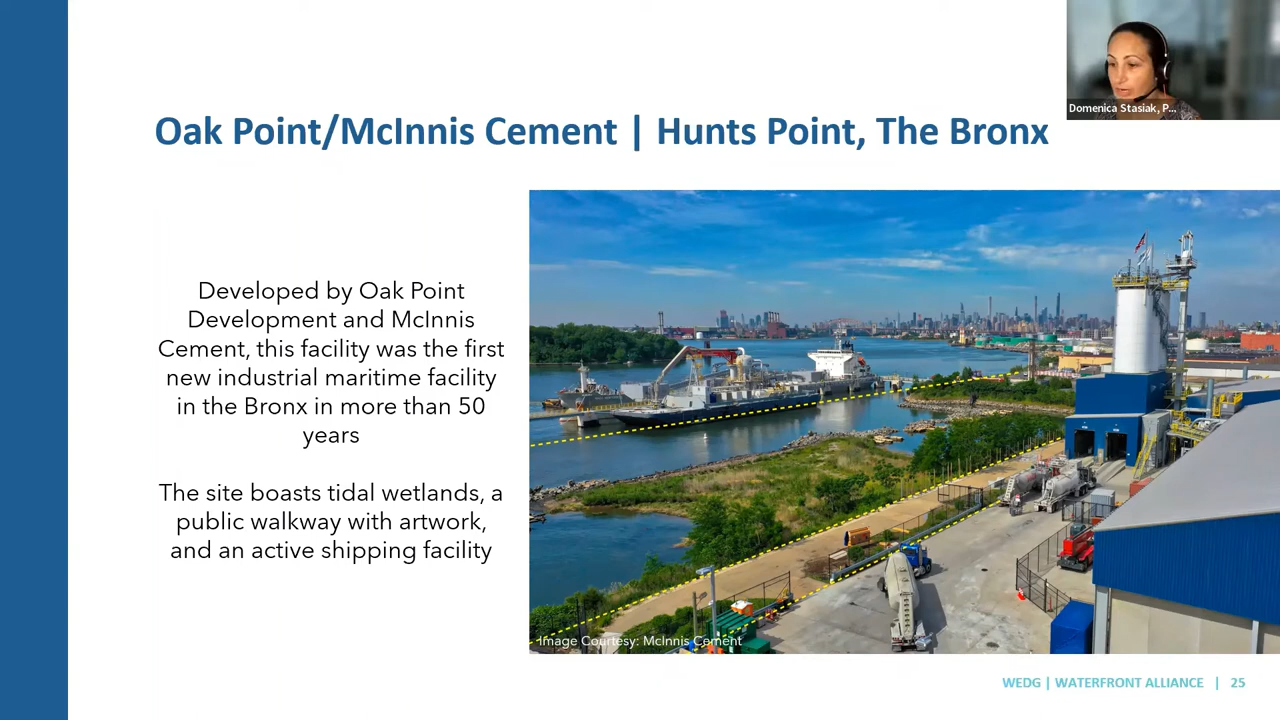 Domenica Stasiak, P...
Oak Point/McInnis Cement | Hunts Point, The Bronx
Developed by Oak Point
Development and McInnis
Cement, this facility was the first
new industrial maritime facility
in the Bronx in more than 50
years
The site boasts tidal wetlands, a
public walkway with artwork,
and an active shipping facility
Image Courtesy: McInnis Cement
WEDG | WATERFRONT ALLIANCE | 25